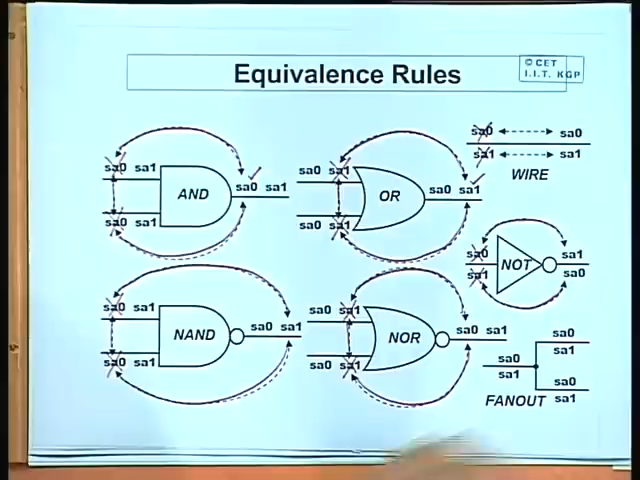 Equivalence Rules
© CET
I.I.T. KGP
sa0 sa1
AND
sa0 sa1
sa0 sa1
sa0 sa1
OR
sa0 sa1
sa0 sa1
sa0 sa0
sa1 sa1
WIRE
sa0 sa1
NOT
sa1 sa0
sa0 sa1
NAND
sa0 sa1
sa0 sa1
sa0 sa1
NOR
sa0 sa1
sa0 sa1
sa0
sa1
sa0
sa1
sa0
sa1
FANOUT